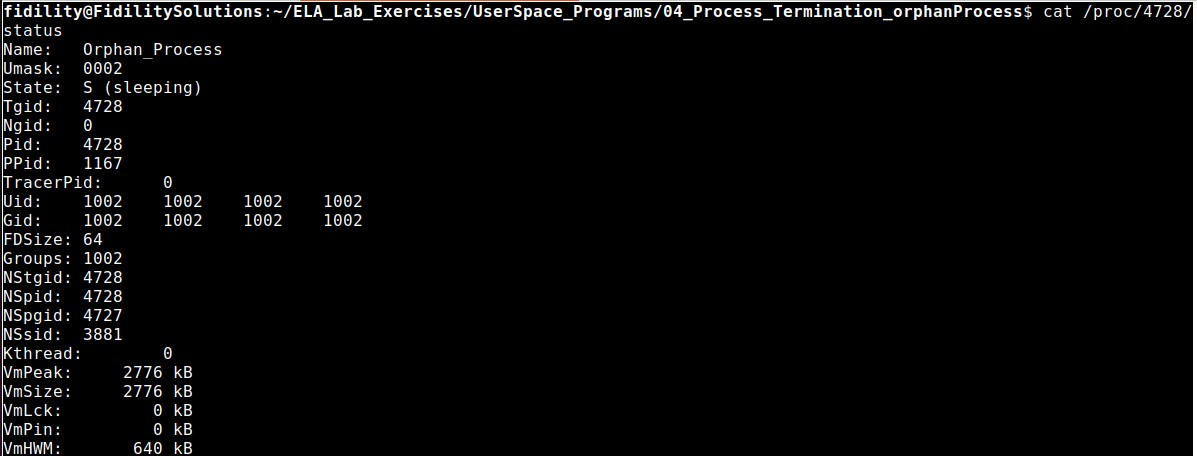 fidility@FidilitySolutions:~/ELA_Lab_Exercises/UserSpace_Programs/04_Process_Termination_orphanProcess$ cat /proc/4728/
status
Name:   Orphan_Process
Umask:  0002
State:  S (sleeping)
Tgid:   4728
Ngid:   0
Pid:    4728
PPid:   1167
TracerPid:      0
Uid:    1002    1002    1002    1002
Gid:    1002    1002    1002    1002
FDSize: 64
Groups: 1002
NStgid: 4728
NSpid:  4728
NSpgid: 4727
NSsid:  3881
Kthread:        0
VmPeak:     2776 kB
VmSize:     2776 kB
VmLck:         0 kB
VmPin:         0 kB
VmHWM:       640 kB